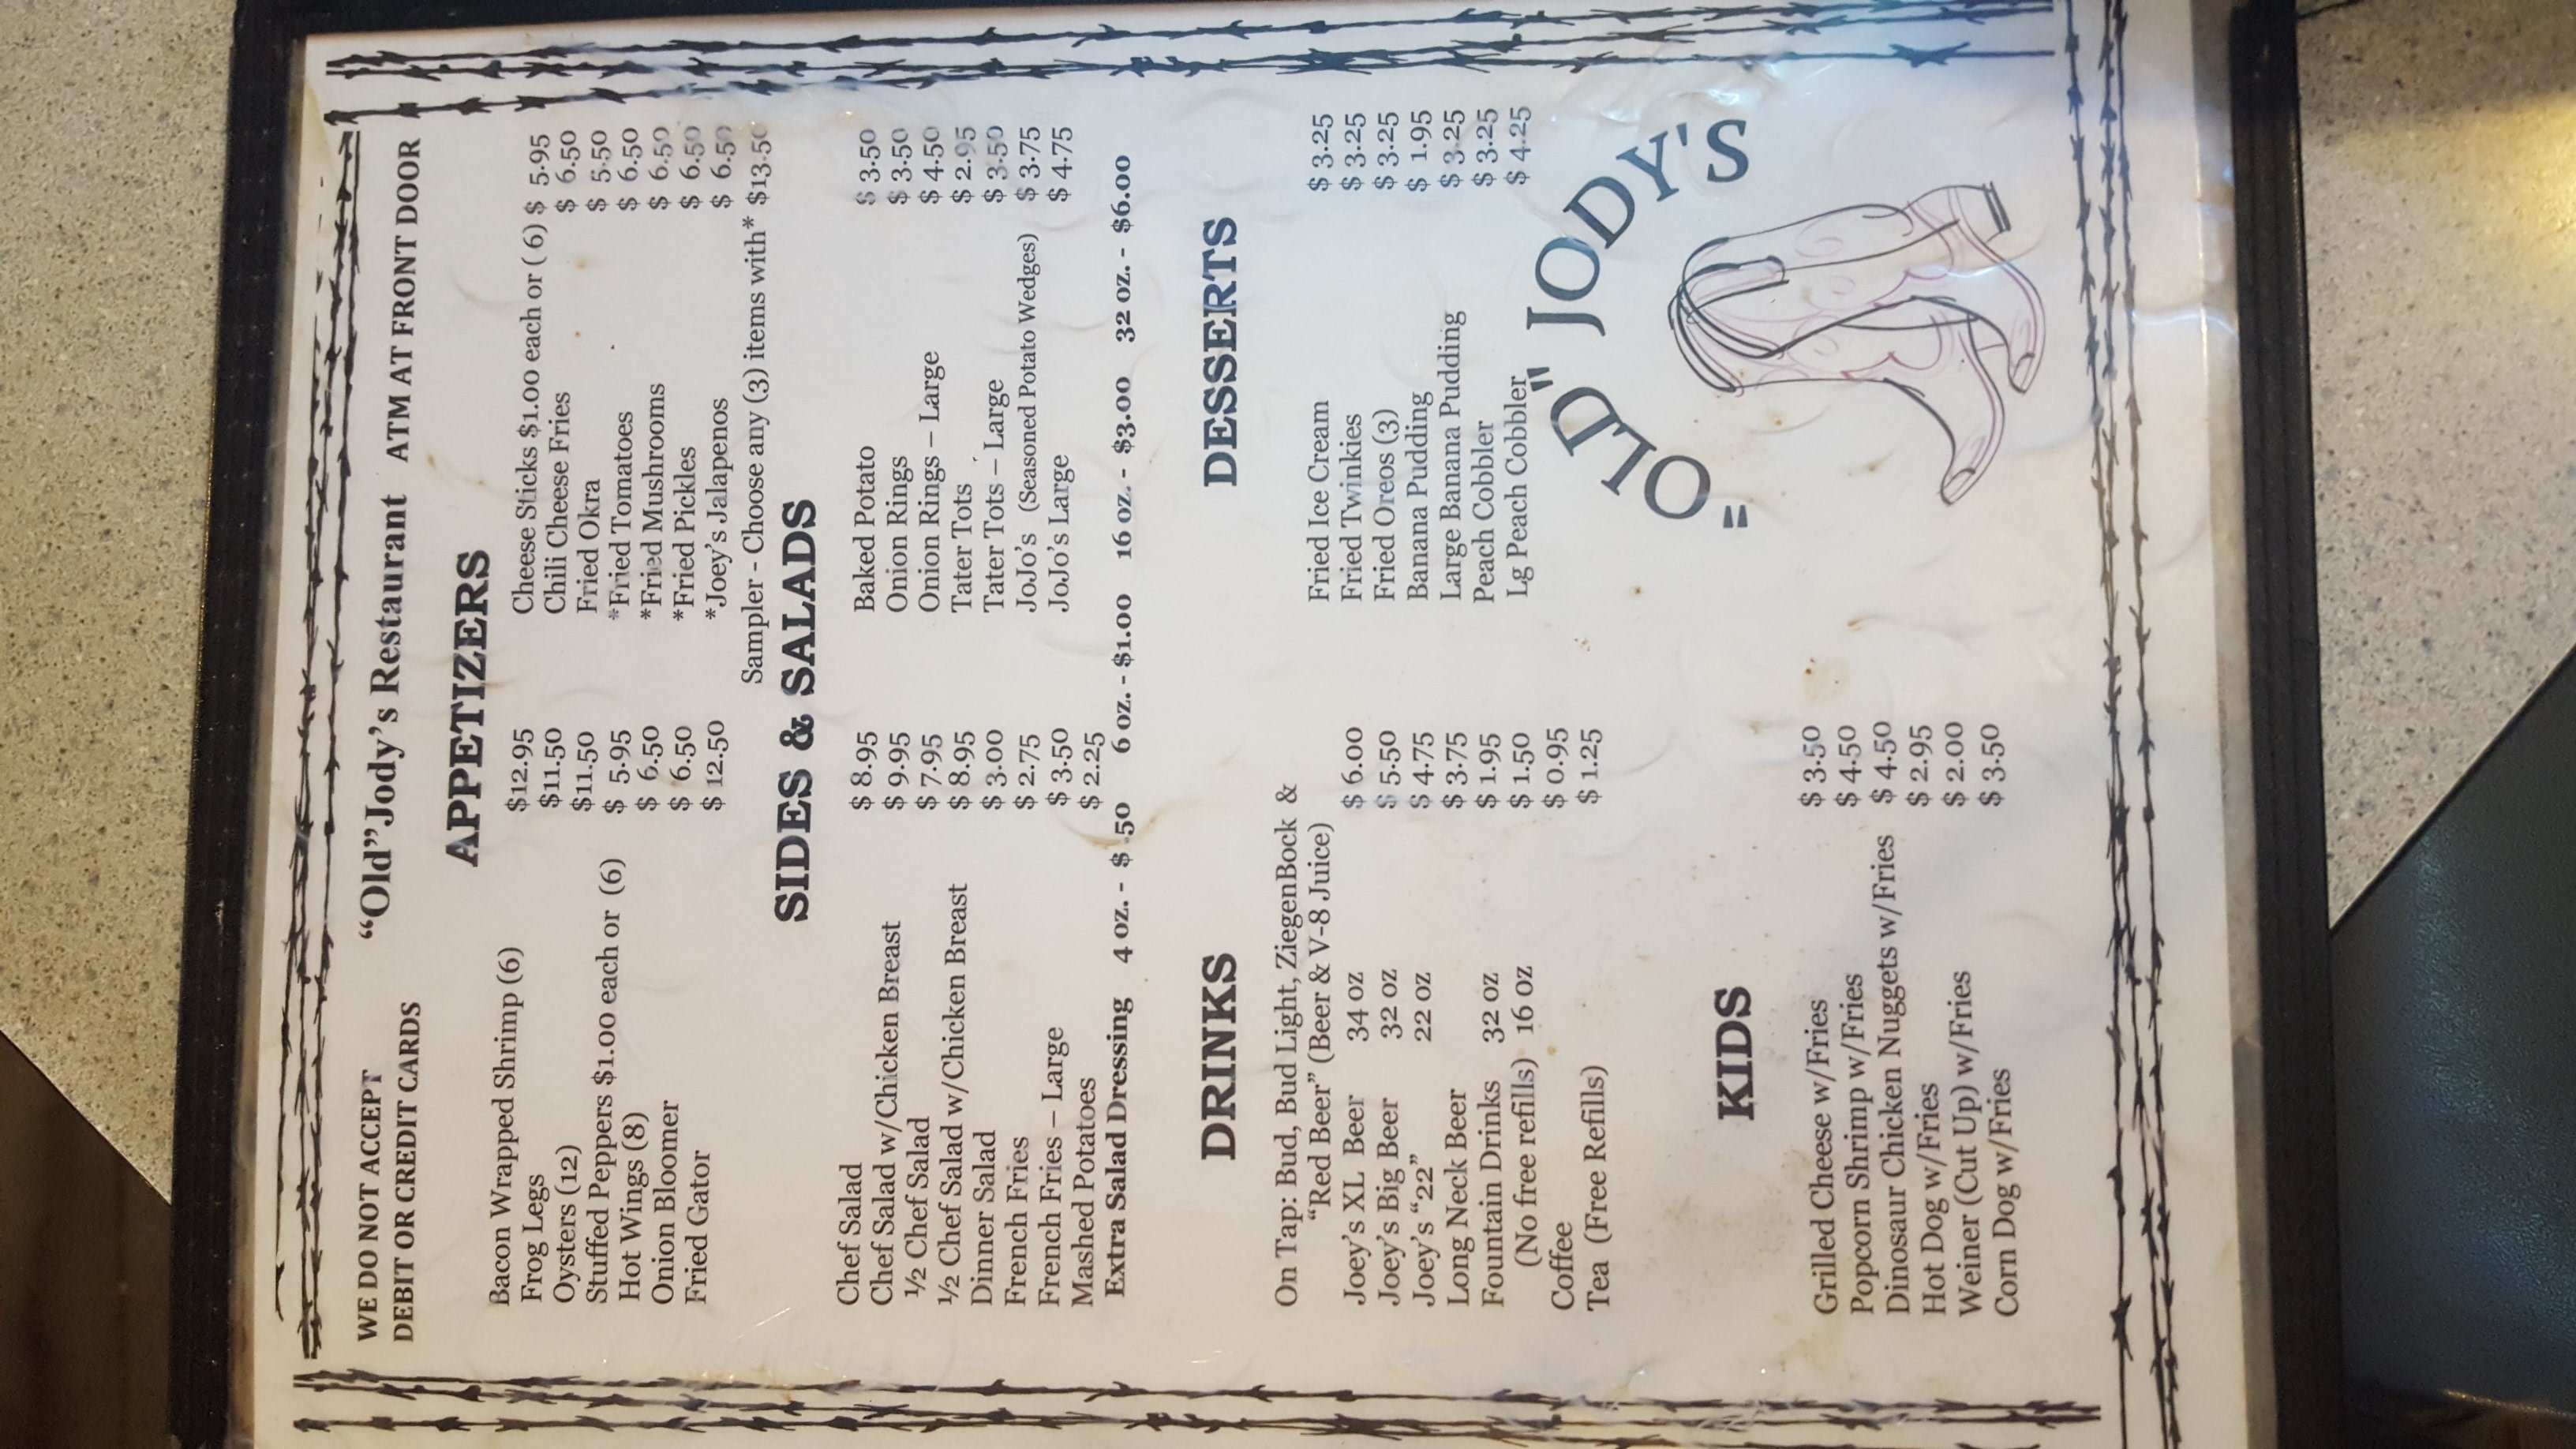 WE DO NOT ACCEPT
DEBIT OR CREDIT CARDS
“Old”Jody’s Restaurant
ATM AT FRONT DOOR
APPETIZERS
Bacon Wrapped Shrimp (6) $12.95
Frog Legs $11.50
Oysters (12) $11.50
Stuffed Peppers $1.00 each or (6) $ 5.95
Hot Wings (8) $ 6.50
Onion Bloomer $ 6.50
Fried Gator $ 12.50
Cheese Sticks $1.00 each or ( 6) $ 5.95
Chili Cheese Fries $ 6.50
Fried Okra $ 5.50
*Fried Tomatoes $ 6.50
*Fried Mushrooms $ 6.50
*Fried Pickles $ 6.50
*Joey’s Jalapenos $ 6.50
Sampler - Choose any (3) items with* $13.50
SIDES & SALADS
Chef Salad $ 8.95
Chef Salad w/Chicken Breast $ 9.95
½ Chef Salad $ 7.95
½ Chef Salad w/Chicken Breast $ 8.95
Dinner Salad $ 3.00
French Fries $ 2.75
French Fries – Large $ 3.50
Mashed Potatoes $ 2.25
Baked Potato $ 3.50
Onion Rings $ 3.50
Onion Rings – Large $ 4.50
Tater Tots $ 2.95
Tater Tots – Large $ 3.50
JoJo’s (Seasoned Potato Wedges) $ 3.75
JoJo’s Large $ 4.75
Extra Salad Dressing 4 oz. - $ .50 6 oz. - $1.00 16 oz. - $3.00 32 oz. - $6.00
DRINKS
On Tap: Bud, Bud Light, ZiegenBock &
“Red Beer” (Beer & V-8 Juice)
Joey’s XL Beer 34 oz $ 6.00
Joey’s Big Beer 32 oz $ 5.50
Joey’s “22” 22 oz $ 4.75
Long Neck Beer $ 3.75
Fountain Drinks 32 oz $ 1.95
(No free refills) 16 oz $ 1.50
Coffee $ 0.95
Tea (Free Refills) $ 1.25
DESSERTS
Fried Ice Cream $ 3.25
Fried Twinkies $ 3.25
Fried Oreos (3) $ 3.25
Banana Pudding $ 1.95
Large Banana Pudding $ 3.25
Peach Cobbler $ 3.25
Lg Peach Cobbler $ 4.25
"OLD" JODY'S
KIDS
Grilled Cheese w/Fries $ 3.50
Popcorn Shrimp w/Fries $ 4.50
Dinosaur Chicken Nuggets w/Fries $ 4.50
Hot Dog w/Fries $ 2.95
Weiner (Cut Up) w/Fries $ 2.00
Corn Dog w/Fries $ 3.50